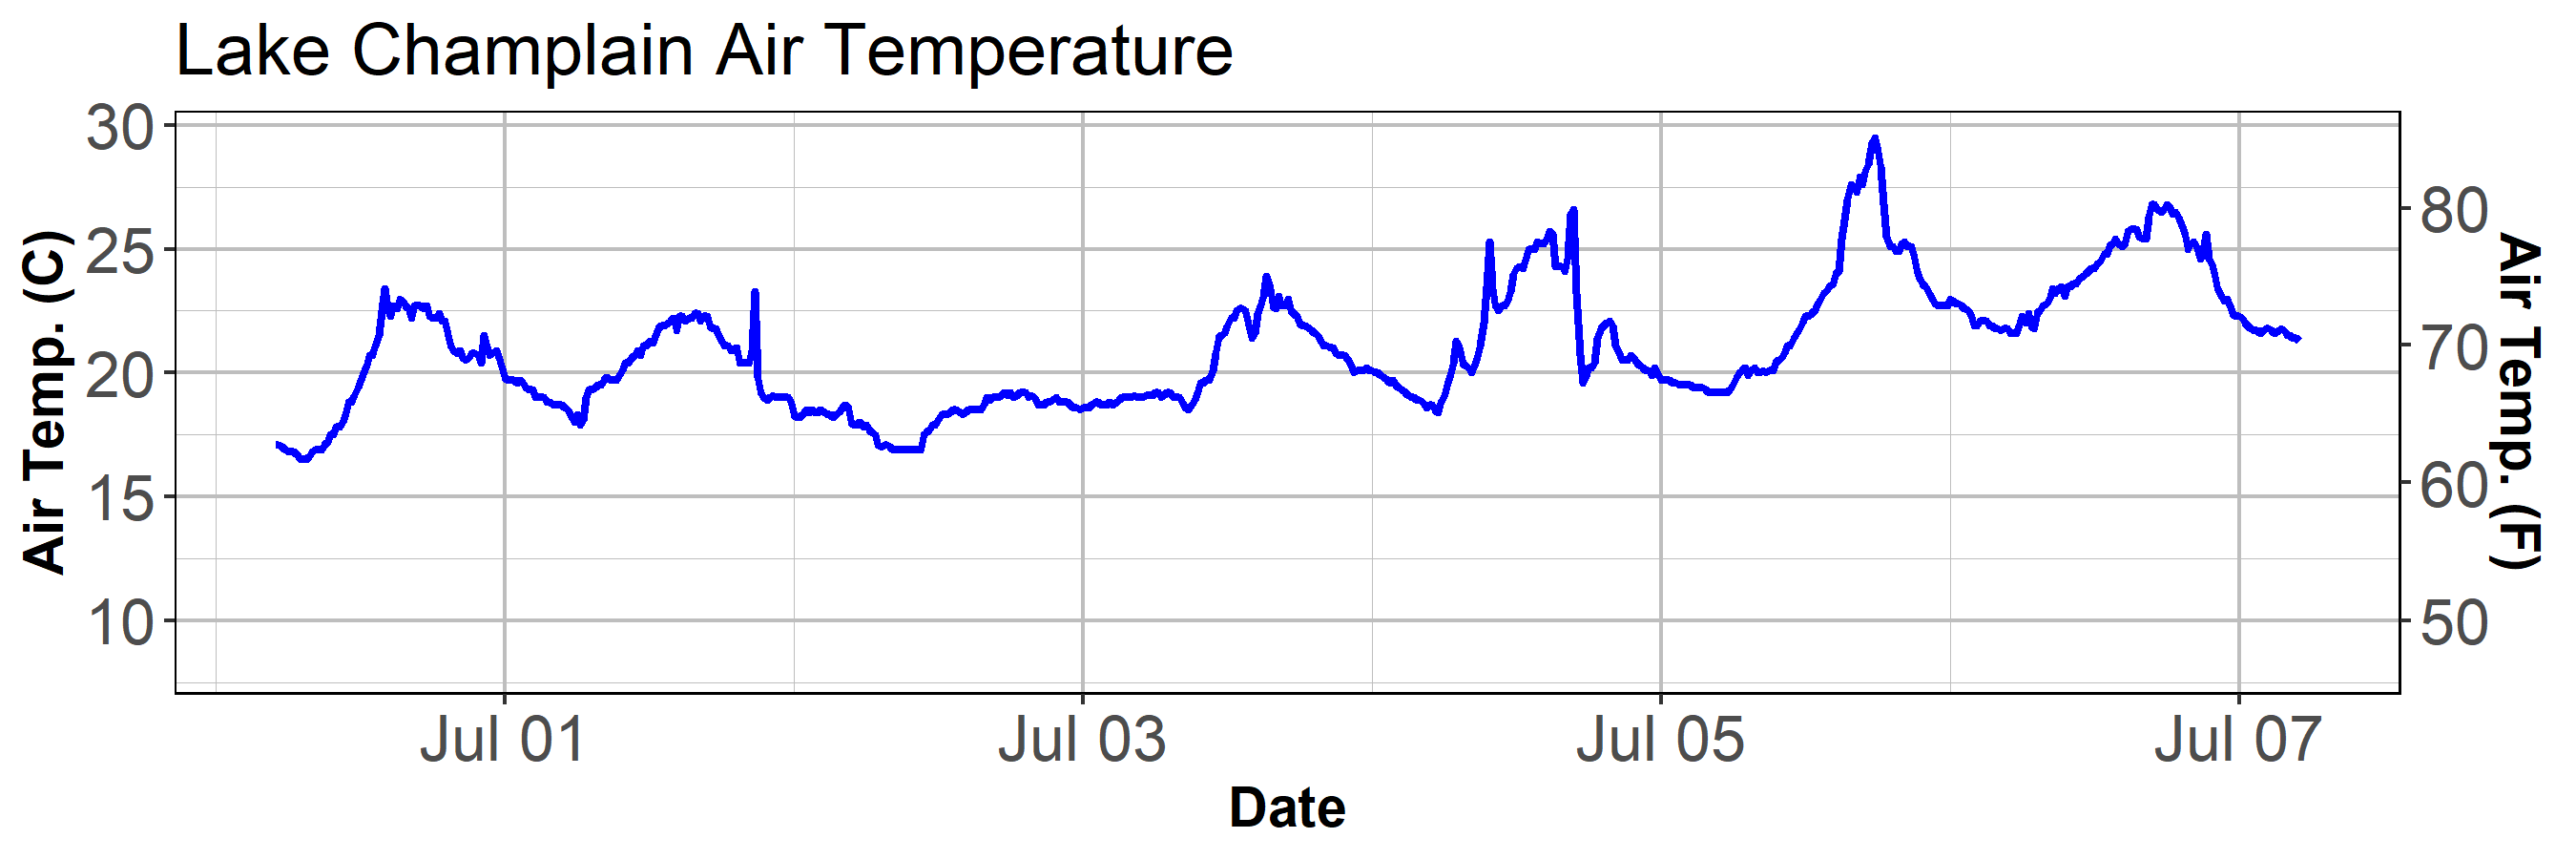 Lake Champlain Air Temperature
30
25
20
15
10
Air Temp. (C)
80
70
60
50
Air Temp. (F)
Jul 01 Jul 03 Jul 05 Jul 07
Date